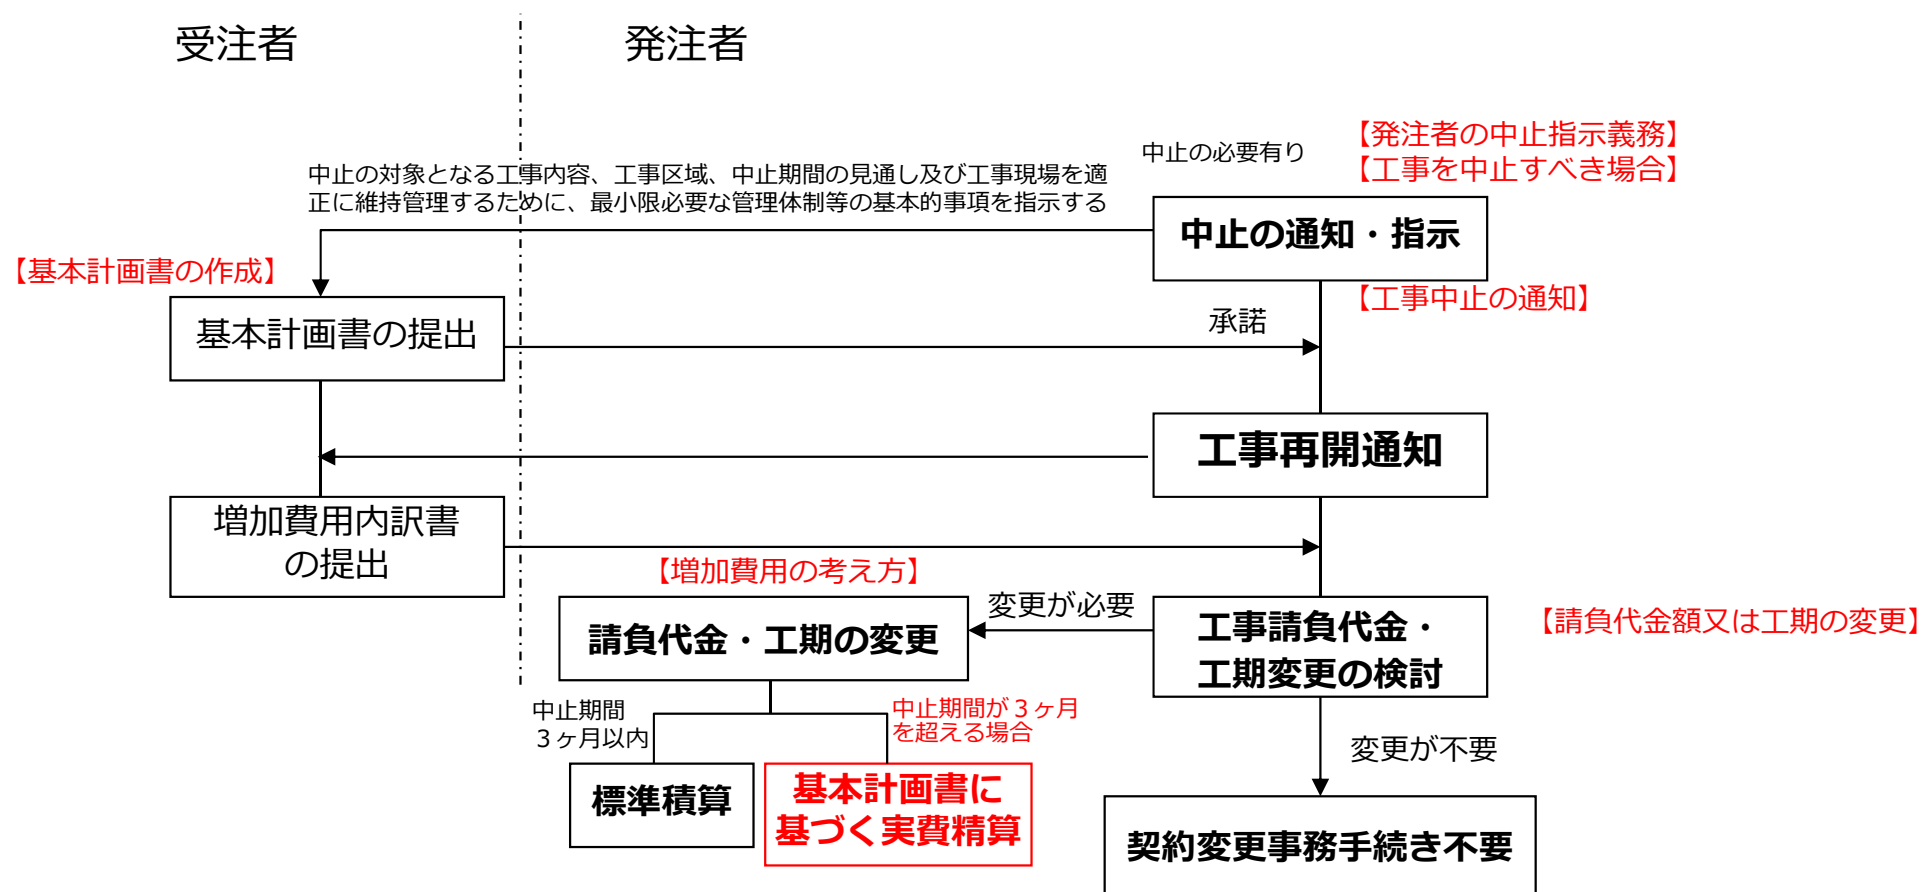 受注者
発注者
中止の必要有り
【発注者の中止指示義務】
【工事を中止すべき場合】
中止の対象となる工事内容、工事区域、中止期間の見通し及び工事現場を適
正に維持管理するために、最小限必要な管理体制等の基本的事項を指示する
中止の通知・指示
【基本計画書の作成】
【工事中止の通知】
基本計画書の提出
承諾
工事再開通知
増加費用内訳書
の提出
【増加費用の考え方】
請負代金・工期の変更
変更が必要
工事請負代金・
工期変更の検討
【請負代金額又は工期の変更】
中止期間
3ヶ月以内
中止期間が3ヶ月
を超える場合
変更が不要
標準積算
基本計画書に
基づく実費精算
契約変更事務手続き不要